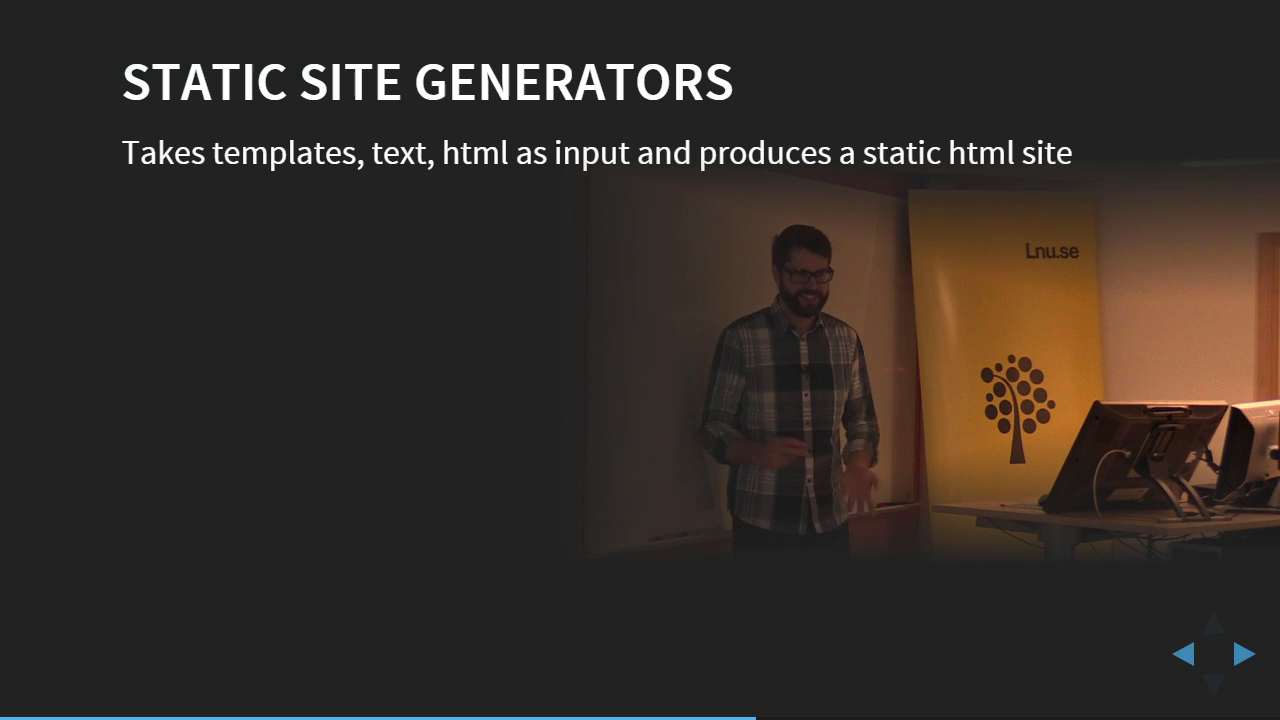 STATIC SITE GENERATORS
Takes templates, text, html as input and produces a static html site
Lnu.se